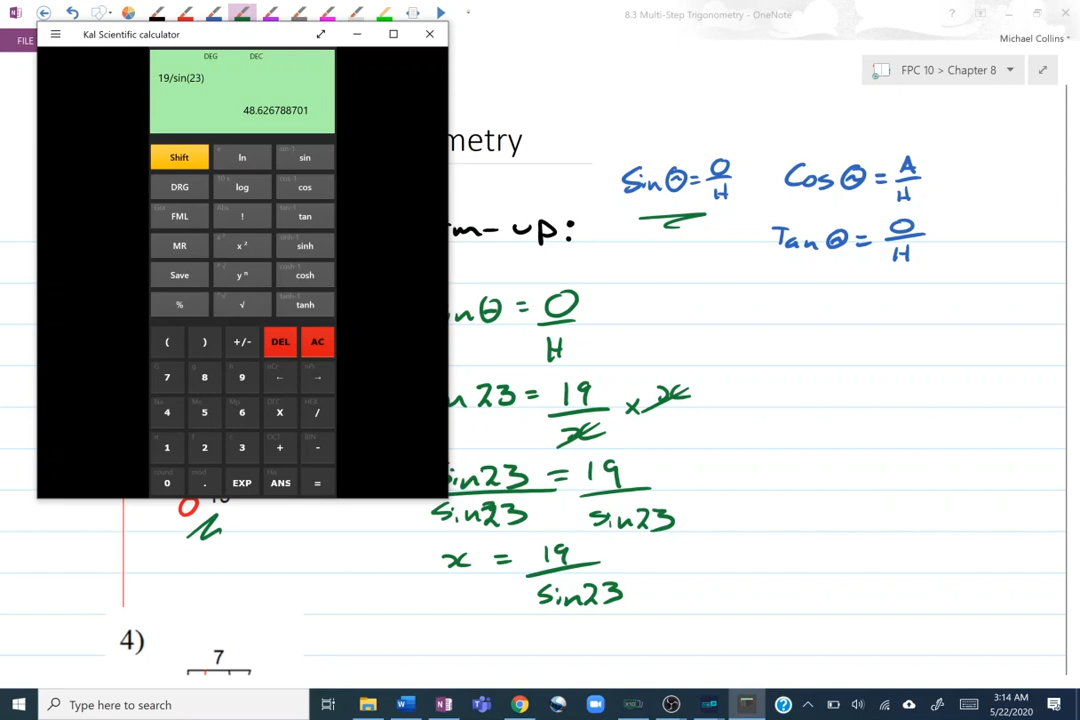 8.3 Multi-Step Trigonometry - OneNote
Michael Collins
FILE
FPC 10 > Chapter 8
Kal Scientific calculator
DEG DEC
19/sin(23)
48.626788701
Shift ln sin
DRG log cos
FML ! tan
MR x² sinh
Save yⁿ cosh
% √ tanh
( ) +/- DEL AC
7 8 9 ← →
4 5 6 X /
1 2 3 + -
0 . EXP ANS =
metry
Sin Θ = O/H Cos Θ = A/H
m-up:
Tan Θ = O/H
nΘ = O/H
n 23 = 19/x × x
sin23/sin23 = 19/sin23
x = 19/sin23
O
4)
7
Type here to search
3:14 AM
5/22/2020